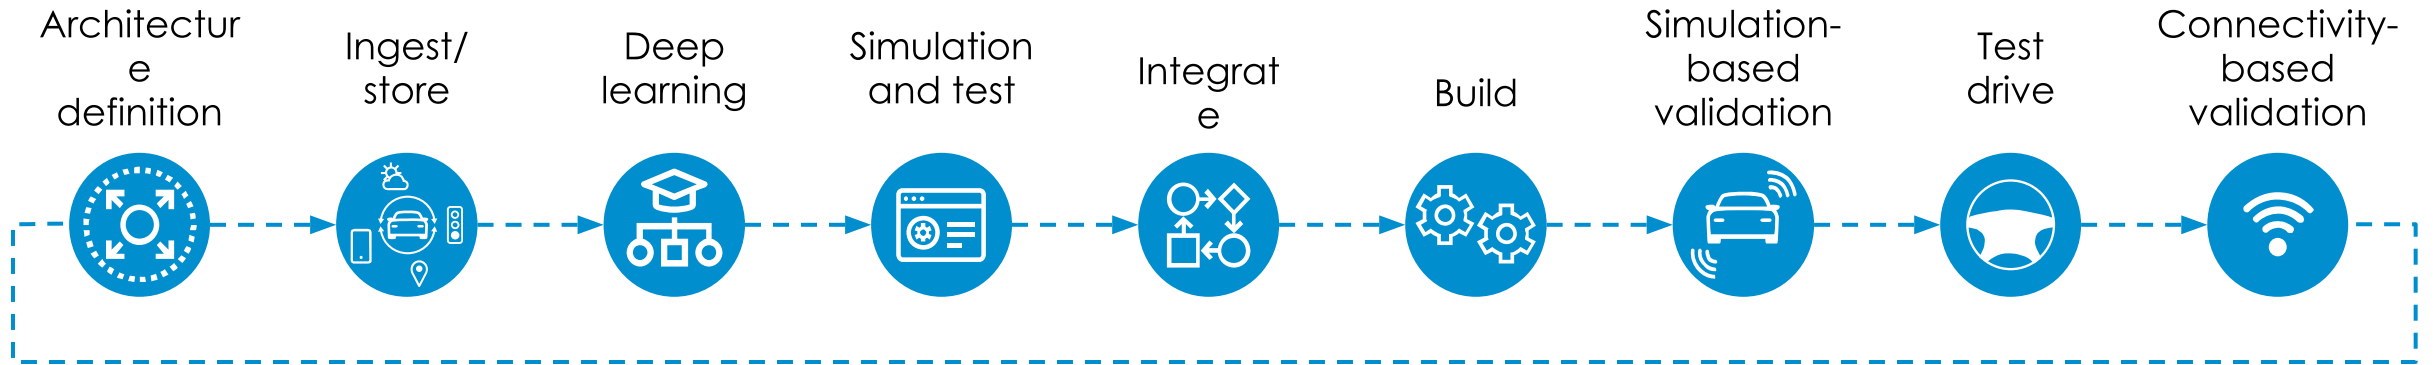 Architectur
e
definition
Ingest/
store
Deep
learning
Simulation
and test
Integrat
e
Build
Simulation-
based
validation
Test
drive
Connectivity-
based
validation